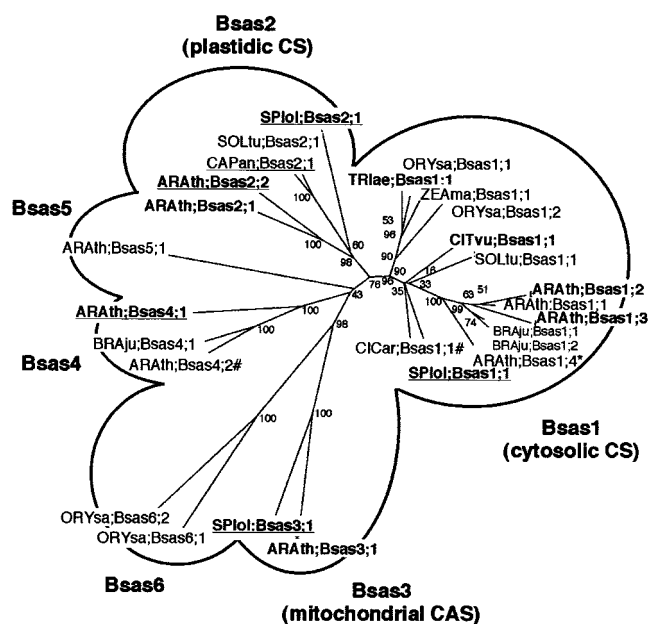 Bsas2
(plastidic CS)
SPlol;Bsas2;1
SOLtu;Bsas2;1
CAPan;Bsas2;1
ARAth;Bsas2;2
ARAth;Bsas2;1
100
100
60
98
Bsas5
ARAth;Bsas5;1
ARAth;Bsas4;1
BRAju;Bsas4;1
ARAth;Bsas4;2#
100
100
43
Bsas4
ORYsa;Bsas1;1
TRIae;Bsas1;1
ZEAma;Bsas1;1
ORYsa;Bsas1;2
53
96
90
CITvu;Bsas1;1
SOLtu;Bsas1;1
78
96
90
16
33
35
100
63
51
99
74
ARAth;Bsas1;2
ARAth;Bsas1;1
ARAth;Bsas1;3
BRAju;Bsas1;1
BRAju;Bsas1;2
ARAth;Bsas1;4*
CICar;Bsas1;1#
SPlol;Bsas1;1
Bsas1
(cytosolic CS)
98
100
100
ORYsa;Bsas6;2
ORYsa;Bsas6;1
SPlol;Bsas3;1
ARAth;Bsas3;1
Bsas6
Bsas3
(mitochondrial CAS)